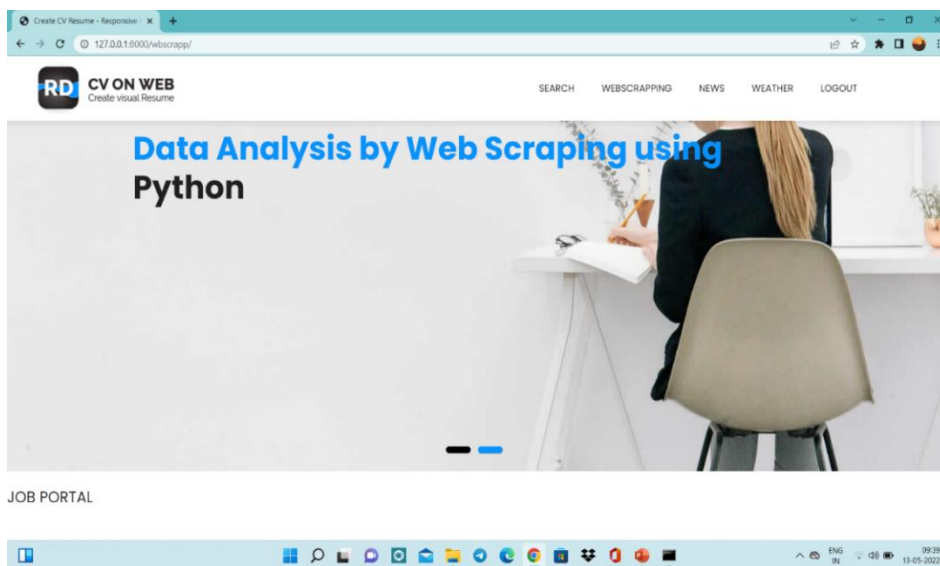 Create CV Resume - Responsive
127.0.0.1:8000/wbscrapp/
RD
CV ON WEB
Create visual Resume
SEARCH WEBSCRAPPING NEWS WEATHER LOGOUT
Data Analysis by Web Scraping using
Python
JOB PORTAL
ENG
IN
09:39
13-05-2022